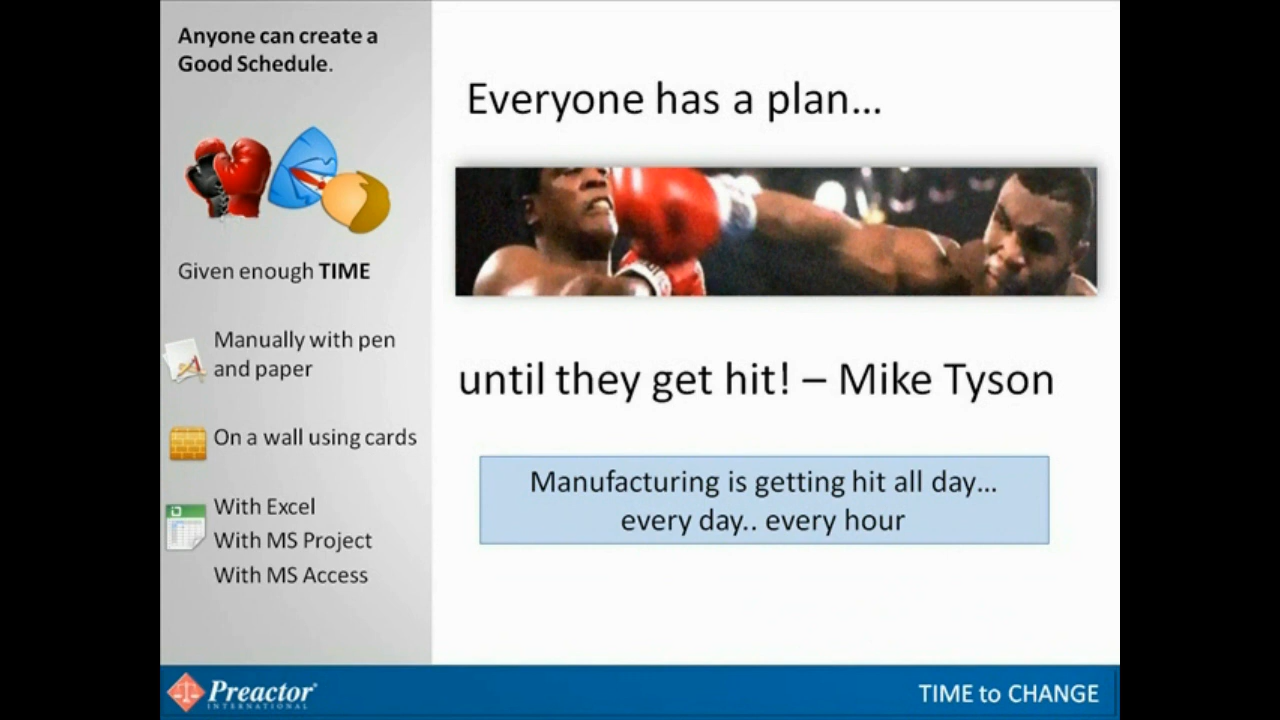 Anyone can create a
Good Schedule.
Given enough TIME
Manually with pen
and paper
On a wall using cards
With Excel
With MS Project
With MS Access
Everyone has a plan...
until they get hit! – Mike Tyson
Manufacturing is getting hit all day...
every day.. every hour
Preactor
INTERNATIONAL
TIME to CHANGE